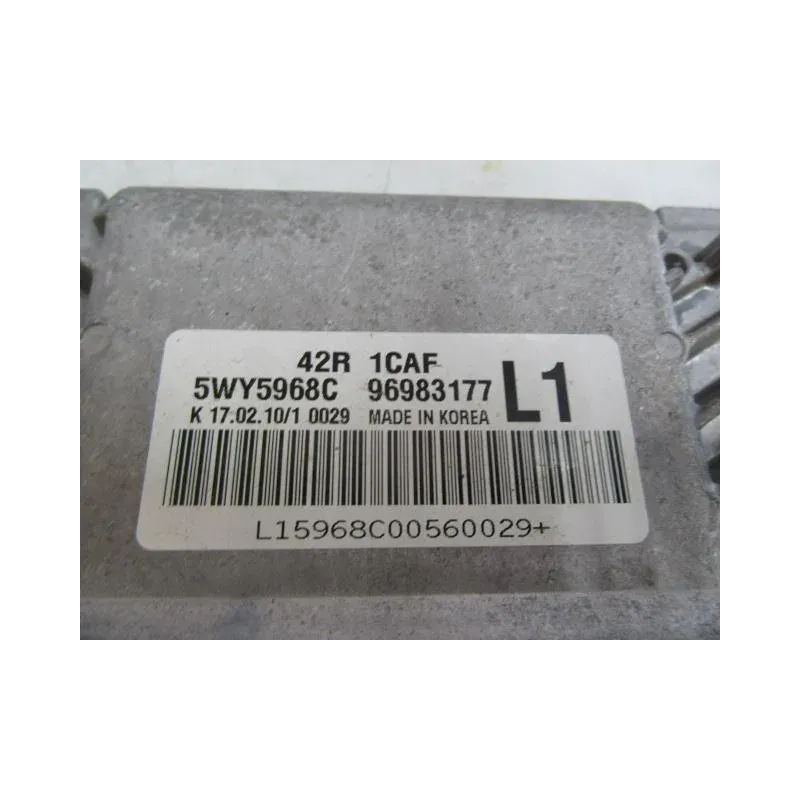 42R 1CAF
5WY5968C 96983177 L1
K 17.02.10/1 0029 MADE IN KOREA
L15968C00560029+